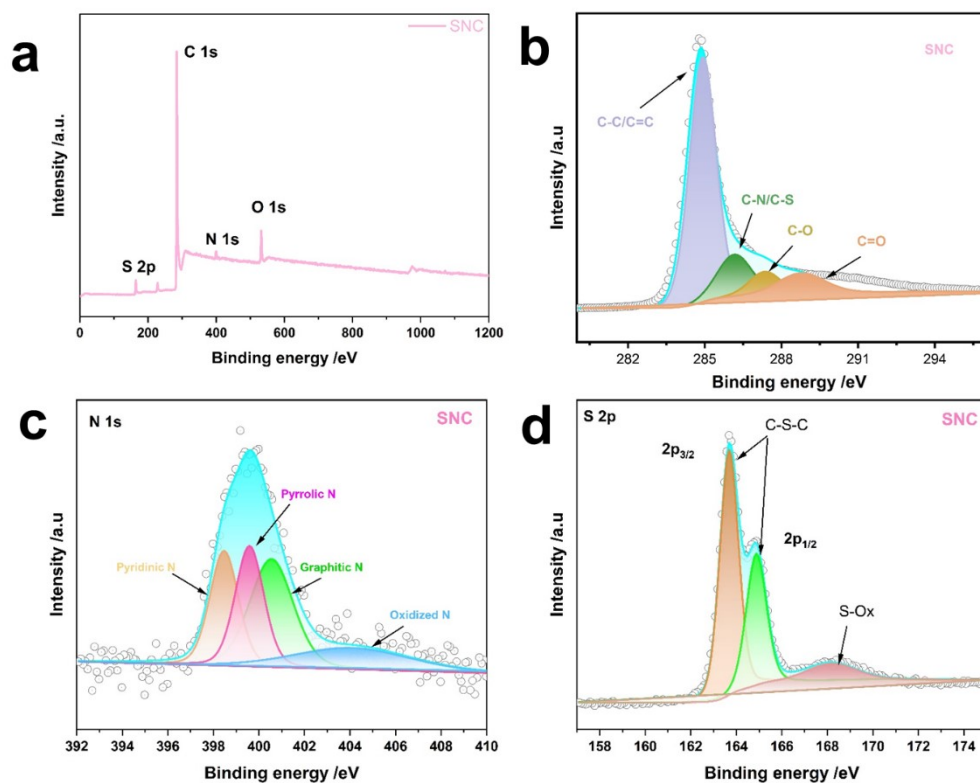 a
SNC
C 1s
O 1s
N 1s
S 2p
Intensity /a.u.
0 200 400 600 800 1000 1200
Binding energy /eV
b
SNC
C-C/C=C
C-N/C-S
C-O
C=O
Intensity /a.u.
282 285 288 291 294
Binding energy /eV
c
N 1s
SNC
Pyrrolic N
Pyridinic N
Graphitic N
Oxidized N
Intensity /a.u
392 394 396 398 400 402 404 406 408 410
Binding energy /eV
d
S 2p
SNC
C-S-C
2p3/2
2p1/2
S-Ox
Intensity /a.u
158 160 162 164 166 168 170 172 174
Binding energy /eV